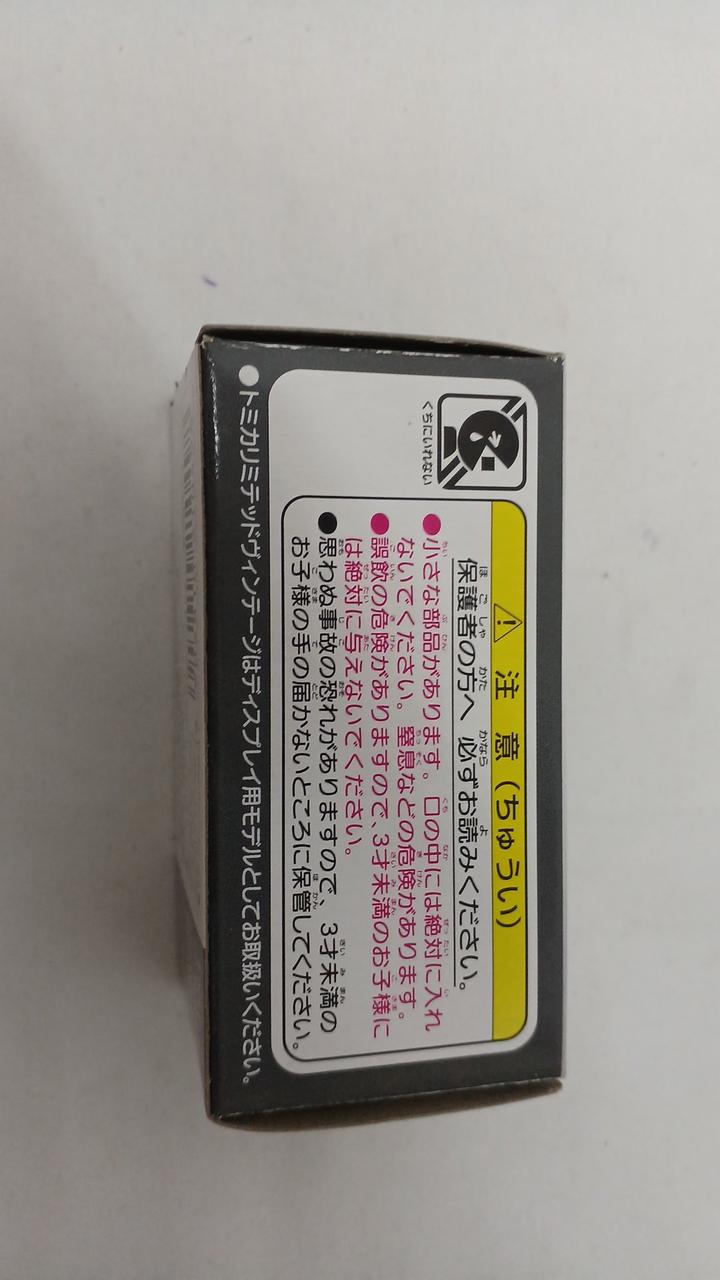 くちにいれない
⚠ 注意(ちゅうい)
保護者の方へ 必ずお読みください。
●小さな部品があります。口の中には絶対に入れ
ないでください。窒息などの危険があります。
●誤飲の危険がありますので、3才未満のお子様に
は絶対に与えないでください。
●思わぬ事故の恐れがありますので、3才未満の
お子様の手の届かないところに保管してください。
●トミカリミテッドヴィンテージはディスプレイ用モデルとしてお取扱いください。